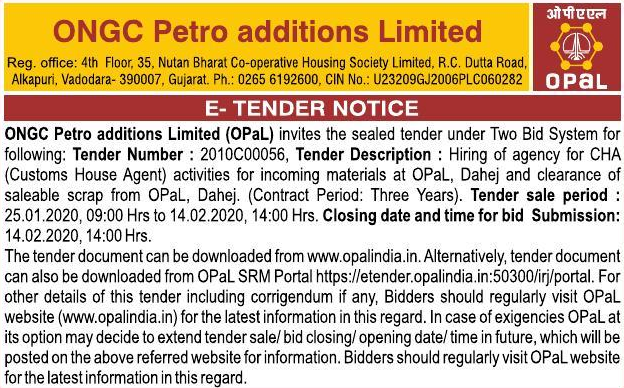 ONGC Petro additions Limited
Reg. office: 4th Floor, 35, Nutan Bharat Co-operative Housing Society Limited, R.C. Dutta Road,
Alkapuri, Vadodara- 390007, Gujarat. Ph.: 0265 6192600, CIN No.: U23209GJ2006PLC060282
ओपीएएल
OPaL
E- TENDER NOTICE
ONGC Petro additions Limited (OPaL) invites the sealed tender under Two Bid System for
following: Tender Number : 2010C00056, Tender Description : Hiring of agency for CHA
(Customs House Agent) activities for incoming materials at OPaL, Dahej and clearance of
saleable scrap from OPaL, Dahej. (Contract Period: Three Years). Tender sale period :
25.01.2020, 09:00 Hrs to 14.02.2020, 14:00 Hrs. Closing date and time for bid Submission:
14.02.2020, 14:00 Hrs.
The tender document can be downloaded from www.opalindia.in. Alternatively, tender document
can also be downloaded from OPaL SRM Portal https://etender.opalindia.in:50300/irj/portal. For
other details of this tender including corrigendum if any, Bidders should regularly visit OPaL
website (www.opalindia.in) for the latest information in this regard. In case of exigencies OPaL at
its option may decide to extend tender sale/ bid closing/ opening date/ time in future, which will be
posted on the above referred website for information. Bidders should regularly visit OPaL website
for the latest information in this regard.